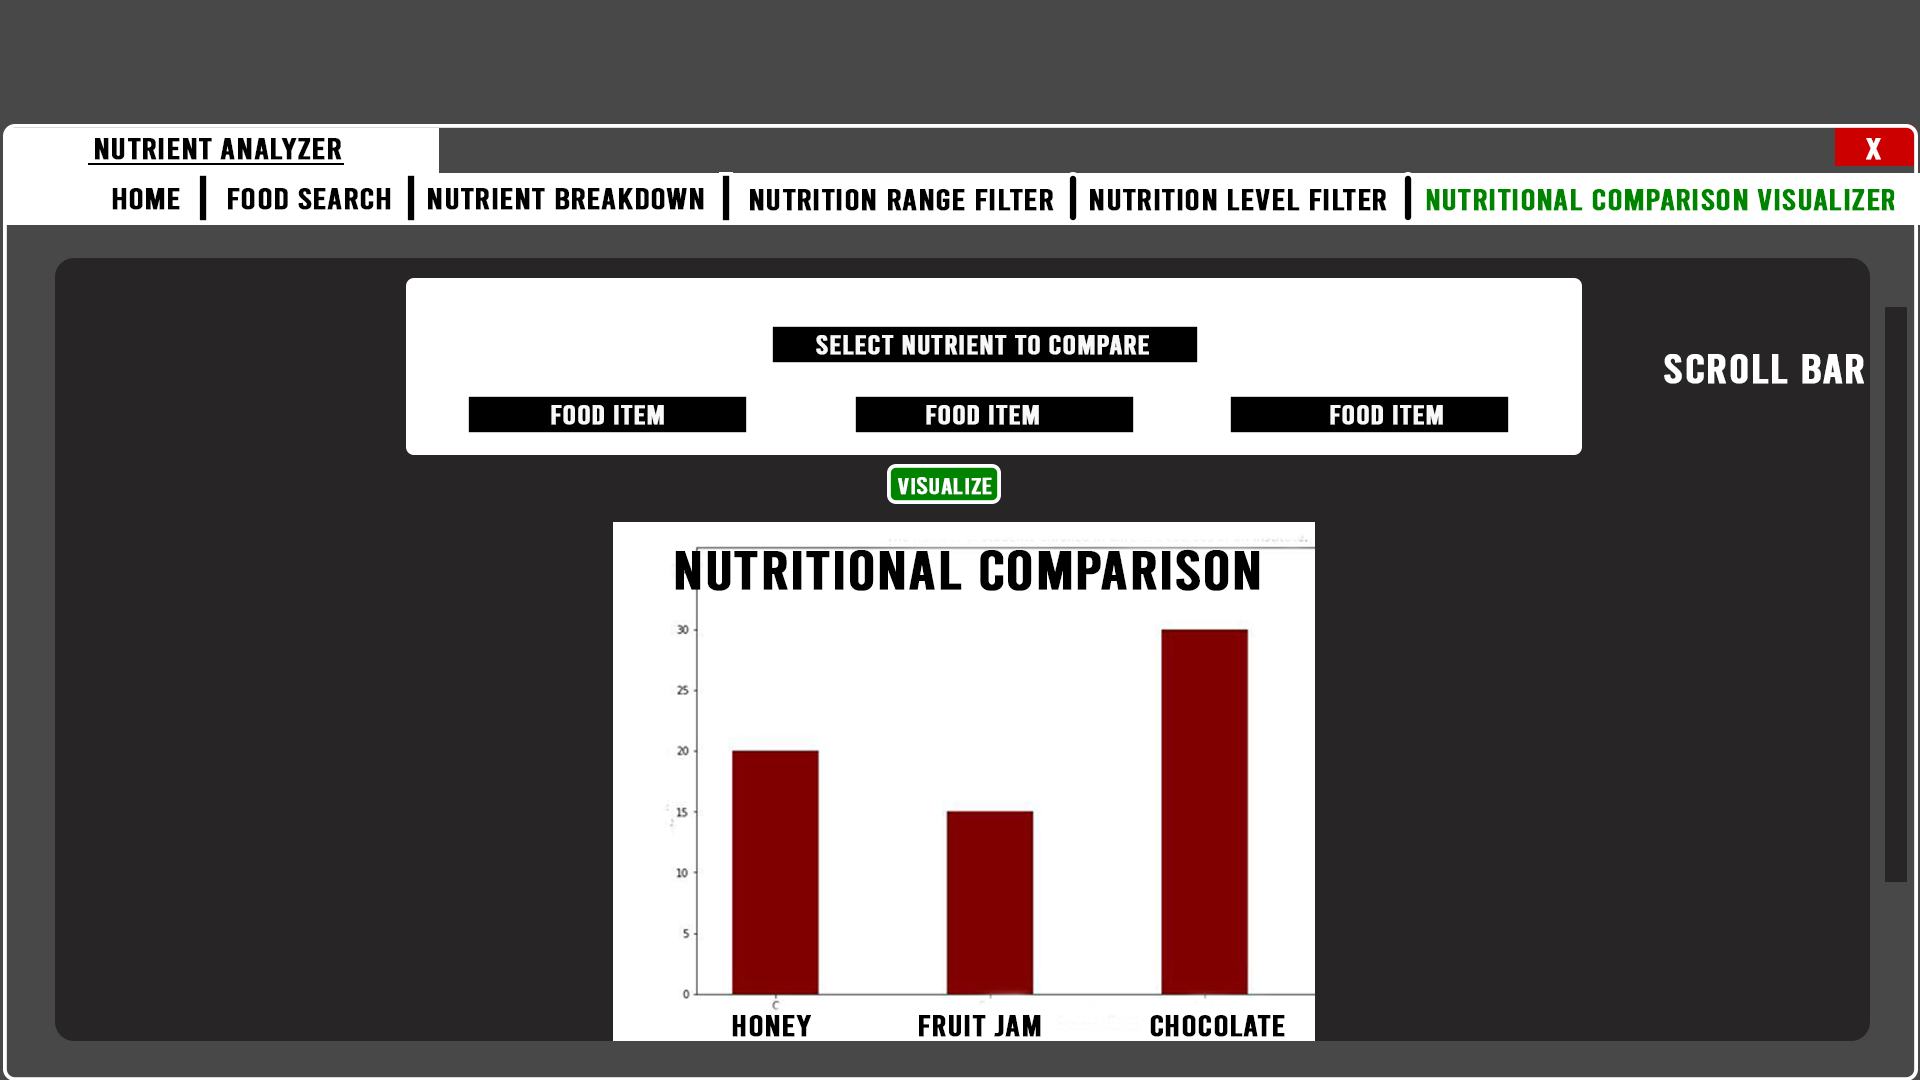 NUTRIENT ANALYZER
X
HOME FOOD SEARCH NUTRIENT BREAKDOWN NUTRITION RANGE FILTER NUTRITION LEVEL FILTER NUTRITIONAL COMPARISON VISUALIZER
SELECT NUTRIENT TO COMPARE
SCROLL BAR
FOOD ITEM FOOD ITEM FOOD ITEM
VISUALIZE
NUTRITIONAL COMPARISON
30
25
20
15
10
5
0
C
HONEY FRUIT JAM CHOCOLATE